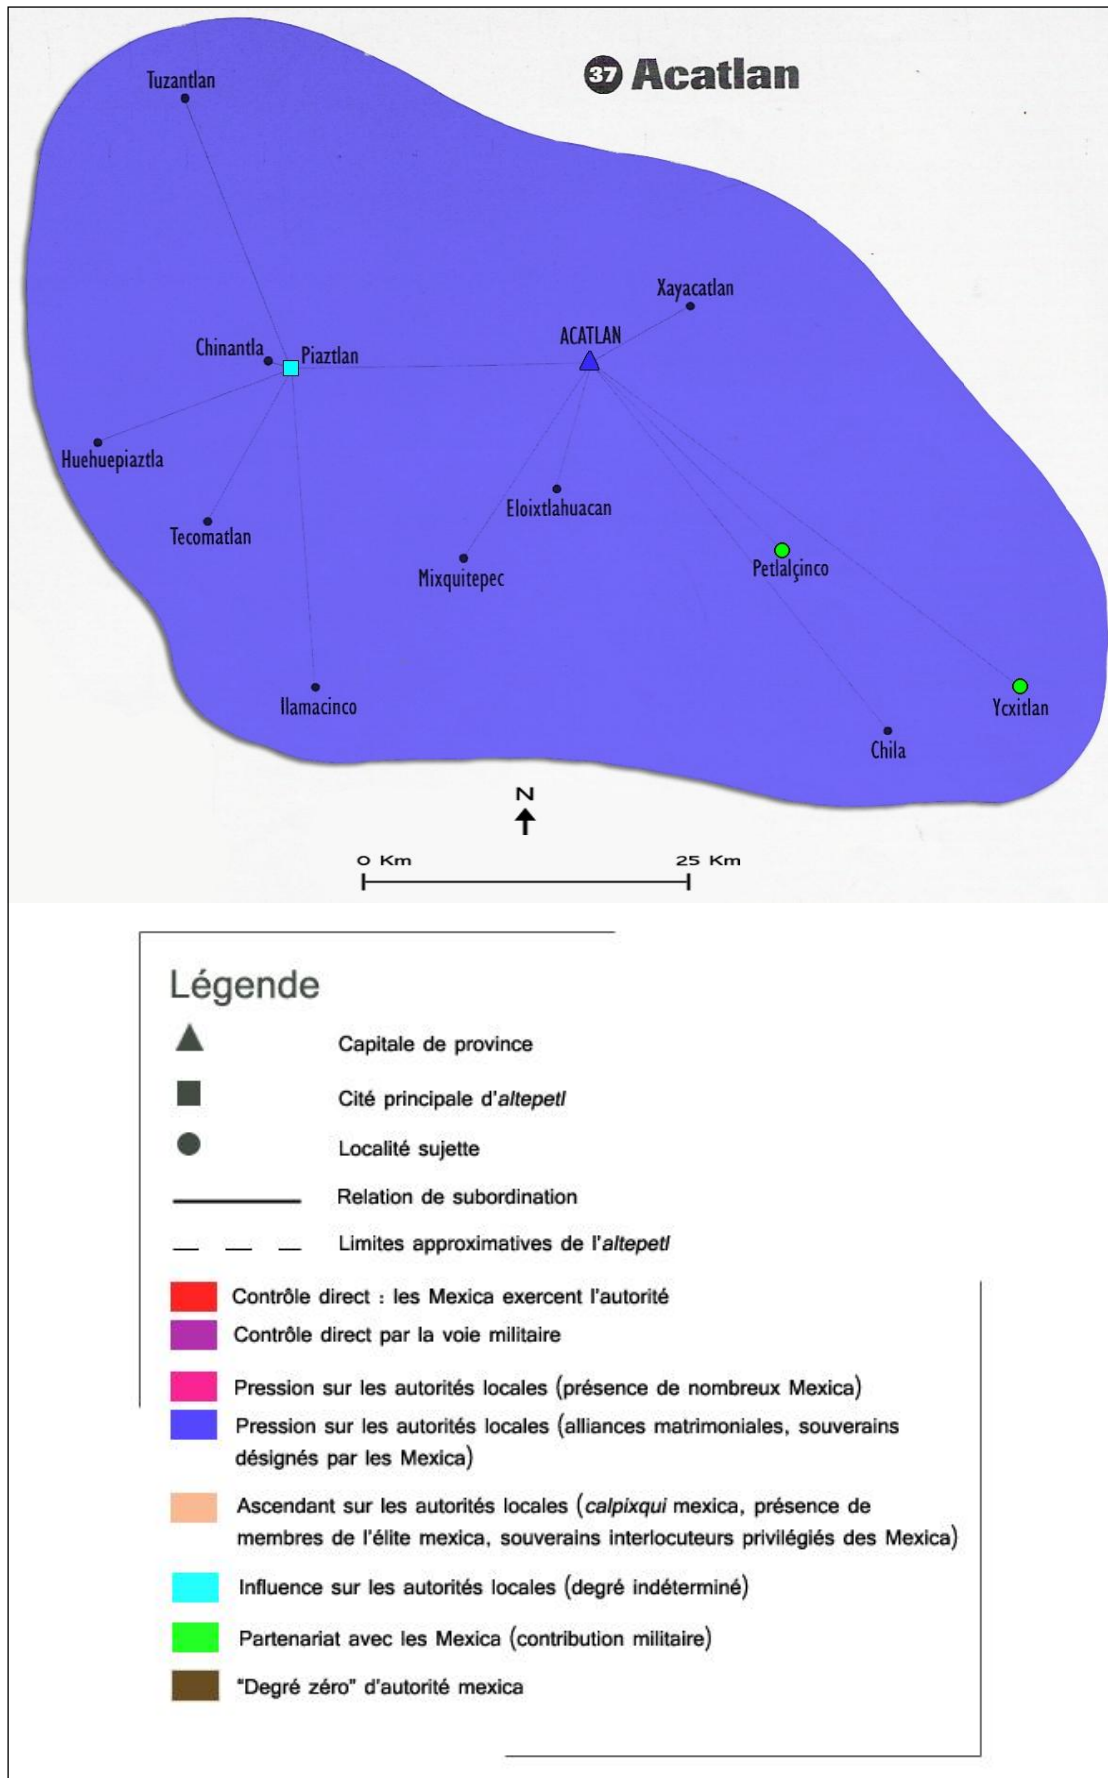 37 Acatlan
Tuzantlan
Xayacatlan
ACATLAN
Chinantla
Piaztlan
Huehuepiaztla
Eloixtlahuacan
Tecomatlan
Petlalçinco
Mixquitepec
Ilamacinco
Ycxitlan
Chila
N
0 Km 25 Km
Légende
Capitale de province
Cité principale d'altepetl
Localité sujette
Relation de subordination
Limites approximatives de l'altepetl
Contrôle direct : les Mexica exercent l'autorité
Contrôle direct par la voie militaire
Pression sur les autorités locales (présence de nombreux Mexica)
Pression sur les autorités locales (alliances matrimoniales, souverains
désignés par les Mexica)
Ascendant sur les autorités locales (calpixqui mexica, présence de
membres de l'élite mexica, souverains interlocuteurs privilégiés des Mexica)
Influence sur les autorités locales (degré indéterminé)
Partenariat avec les Mexica (contribution militaire)
"Degré zéro" d'autorité mexica